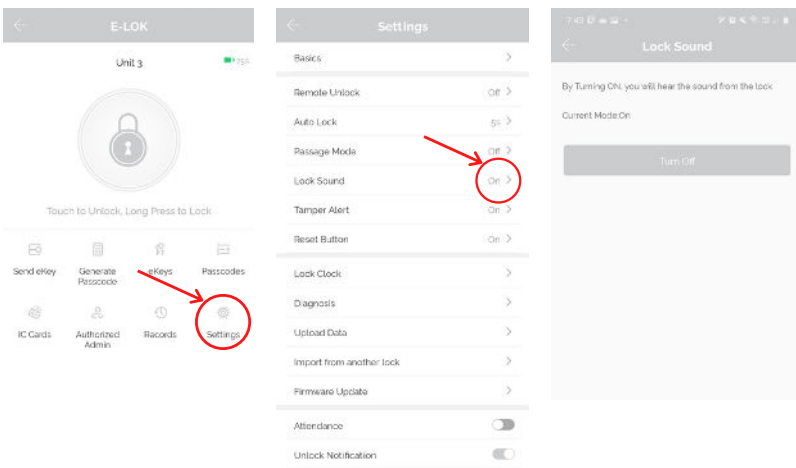 E-LOK
Unit 3
75%
Touch to Unlock, Long Press to Lock
Send eKey
Generate Passcode
eKeys
Passcodes
IC Cards
Authorized Admin
Records
Settings
Settings
Basics
Remote Unlock Off
Auto Lock 5s
Passage Mode Off
Lock Sound On
Tamper Alert On
Reset Button On
Lock Clock
Diagnosis
Upload Data
Import from another lock
Firmware Update
Attendance
Unlock Notification
7:43
Lock Sound
By Turning ON, you will hear the sound from the lock
Current Mode:On
Turn Off